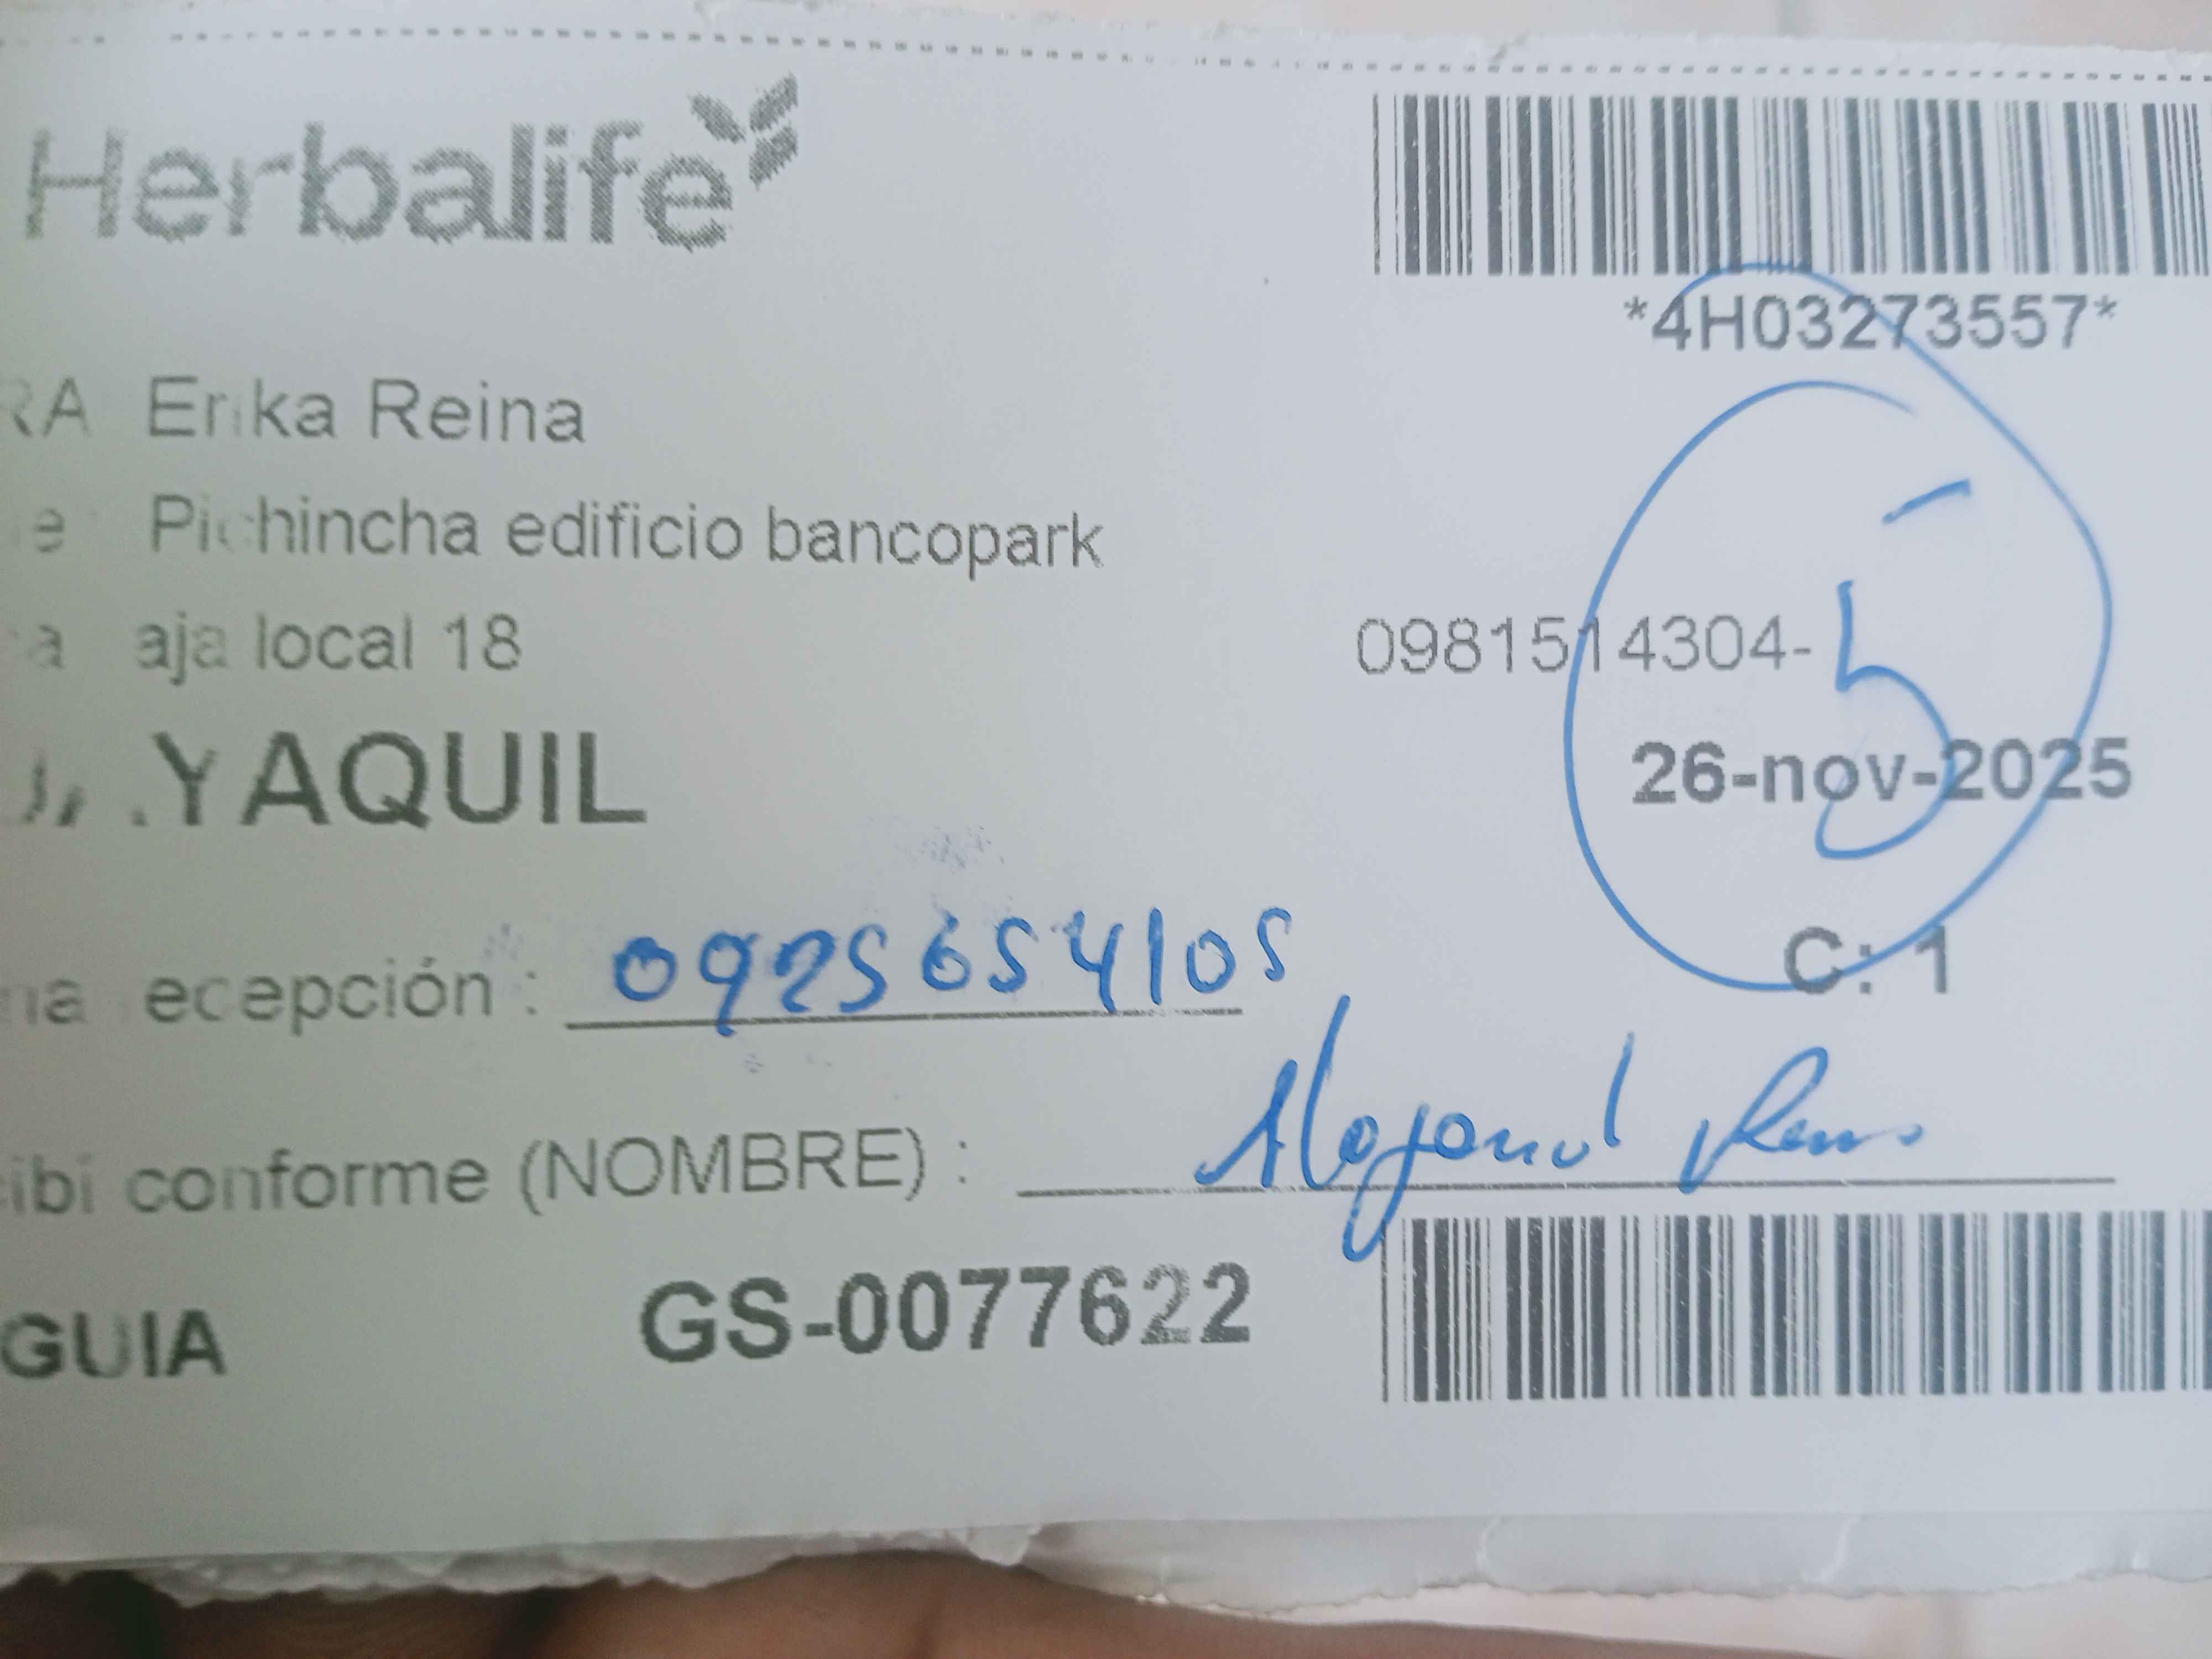 Herbalife
*4H03273557*
RA Erika Reina
e Pichincha edificio bancopark
a aja local 18
0981514304-
5
YAQUIL
26-nov-2025
C: 1
ecepción : 0925654105
ibi conforme (NOMBRE) :
GUIA GS-0077622